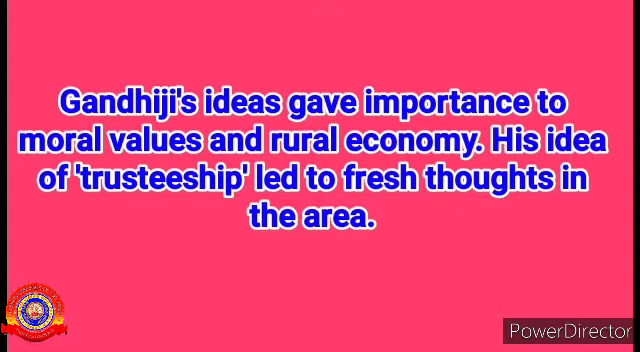 Gandhiji's ideas gave importance to
moral values and rural economy. His idea
of 'trusteeship' led to fresh thoughts in
the area.
PowerDirector